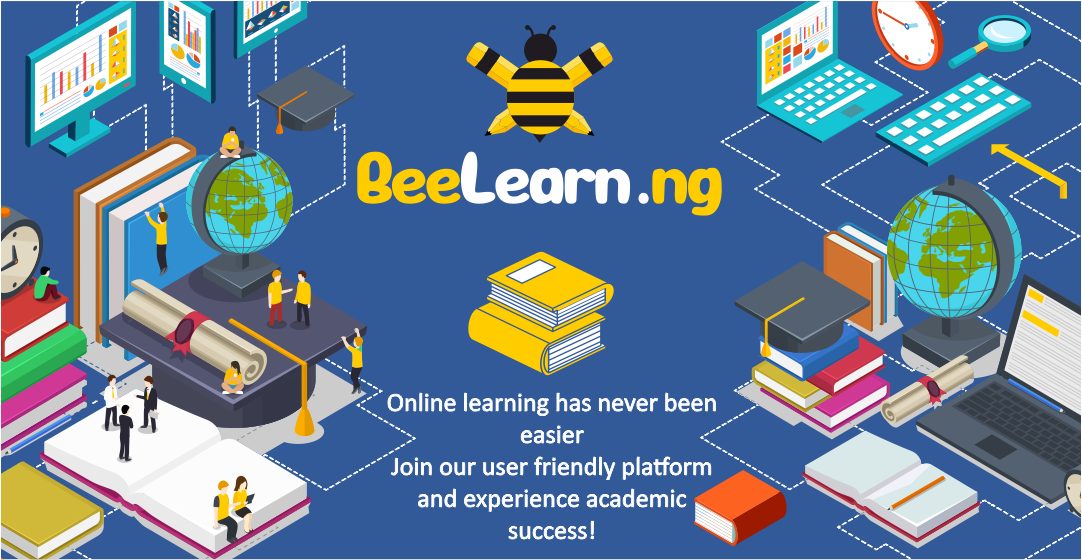 BeeLearn.ng
Online learning has never been
easier
Join our user friendly platform
and experience academic
success!